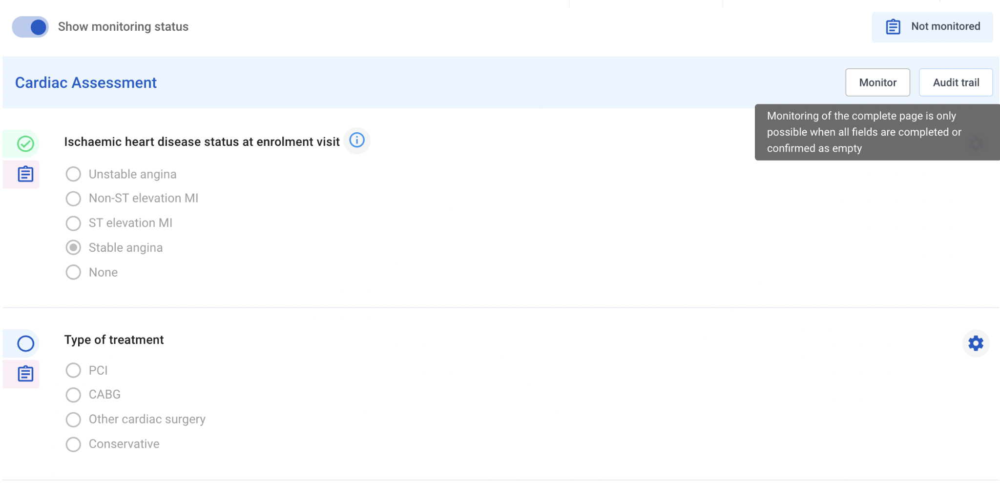 Show monitoring status
Not monitored
Cardiac Assessment
Monitor
Audit trail
Monitoring of the complete page is only
possible when all fields are completed or
confirmed as empty
Ischaemic heart disease status at enrolment visit
Unstable angina
Non-ST elevation MI
ST elevation MI
Stable angina
None
Type of treatment
PCI
CABG
Other cardiac surgery
Conservative